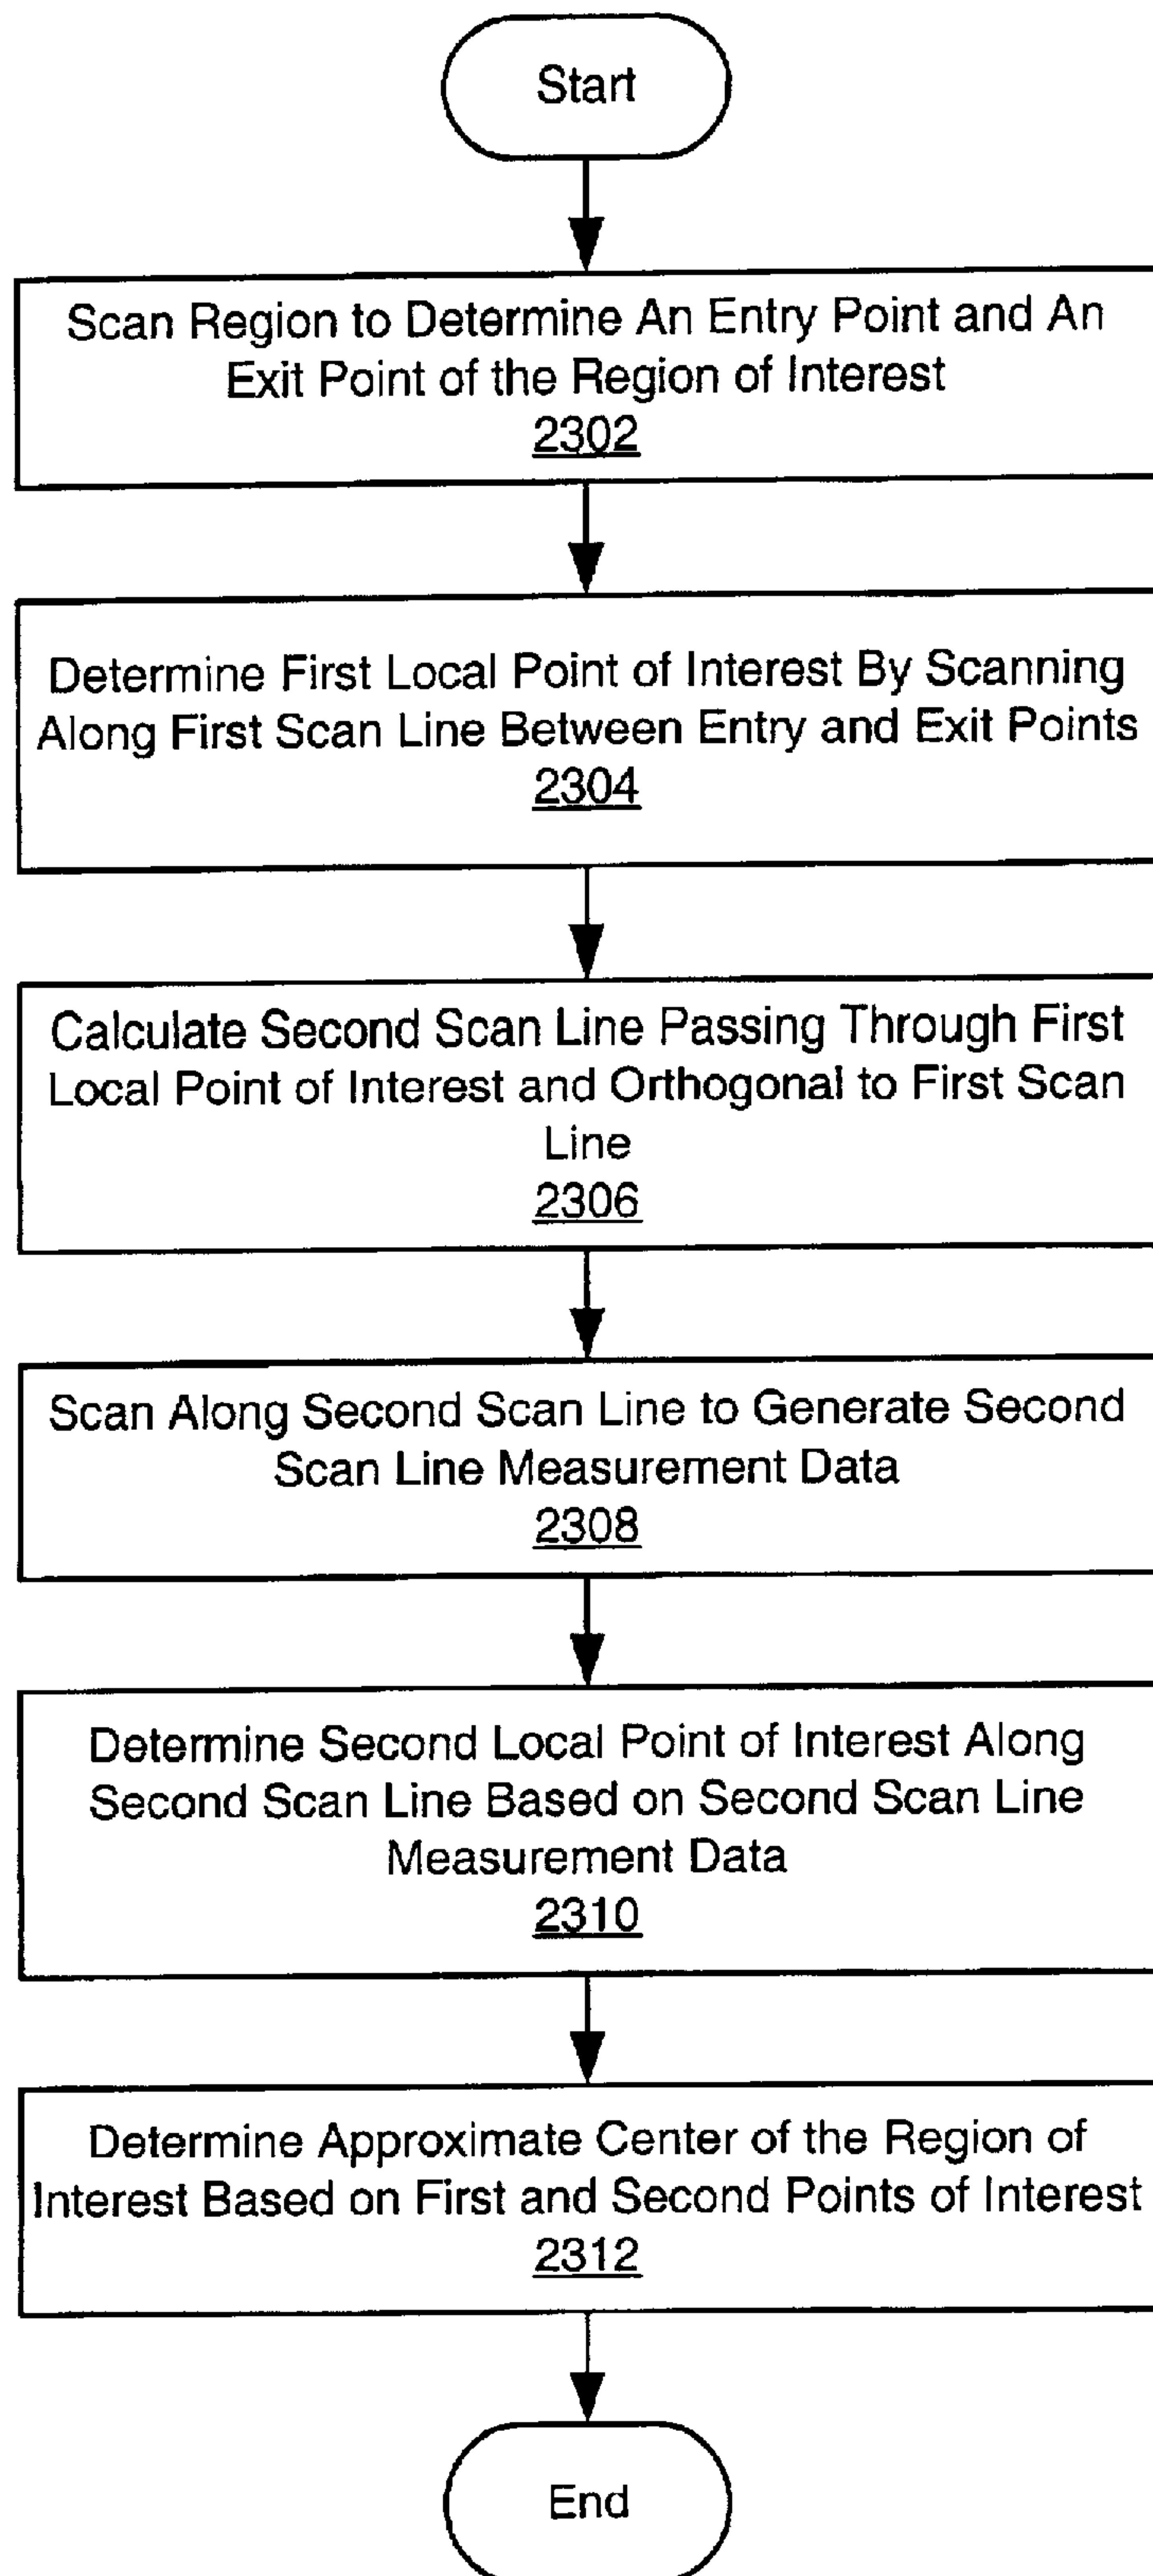 Start
Scan Region to Determine An Entry Point and An
Exit Point of the Region of Interest
2302
Determine First Local Point of Interest By Scanning
Along First Scan Line Between Entry and Exit Points
2304
Calculate Second Scan Line Passing Through First
Local Point of Interest and Orthogonal to First Scan
Line
2306
Scan Along Second Scan Line to Generate Second
Scan Line Measurement Data
2308
Determine Second Local Point of Interest Along
Second Scan Line Based on Second Scan Line
Measurement Data
2310
Determine Approximate Center of the Region of
Interest Based on First and Second Points of Interest
2312
End